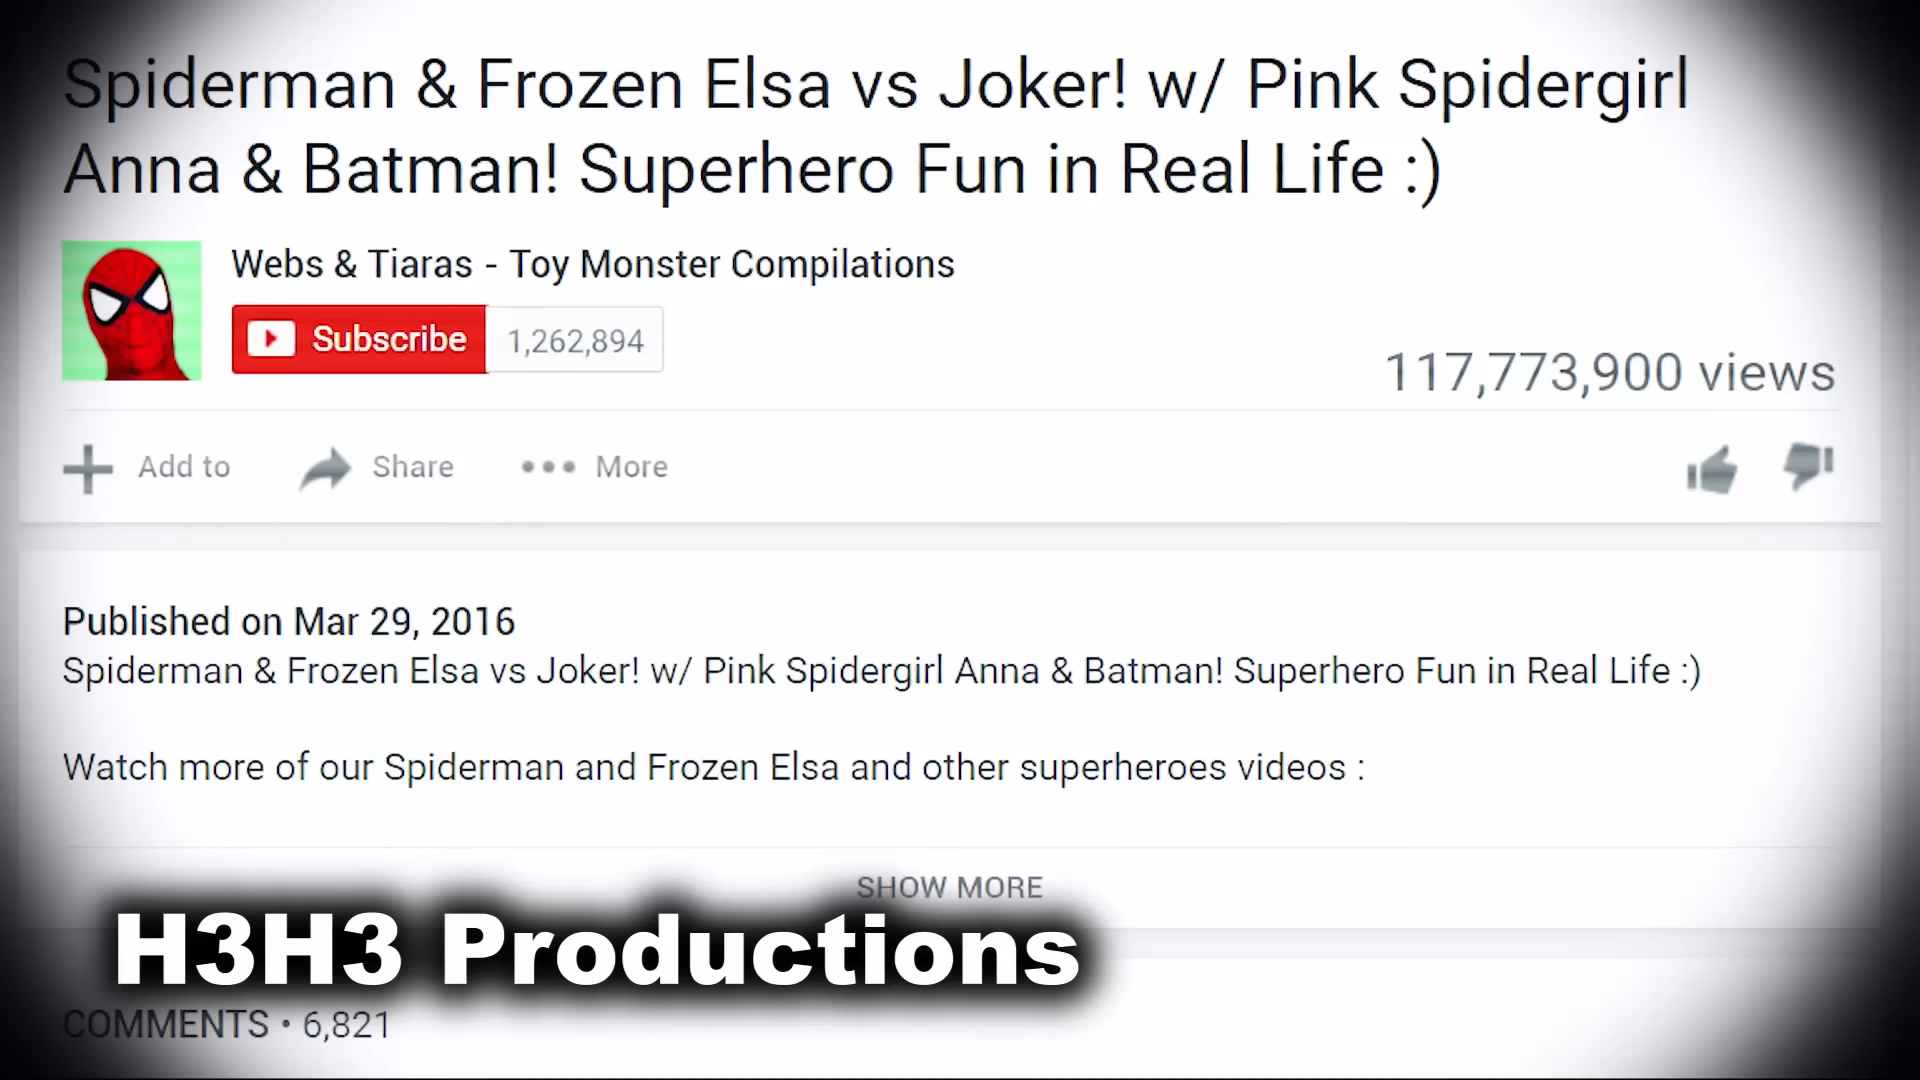 Spiderman & Frozen Elsa vs Joker! w/ Pink Spidergirl
Anna & Batman! Superhero Fun in Real Life :)
Webs & Tiaras - Toy Monster Compilations
Subscribe 1,262,894
117,773,900 views
Add to Share More
Published on Mar 29, 2016
Spiderman & Frozen Elsa vs Joker! w/ Pink Spidergirl Anna & Batman! Superhero Fun in Real Life :)
Watch more of our Spiderman and Frozen Elsa and other superheroes videos :
SHOW MORE
H3H3 Productions
COMMENTS • 6,821